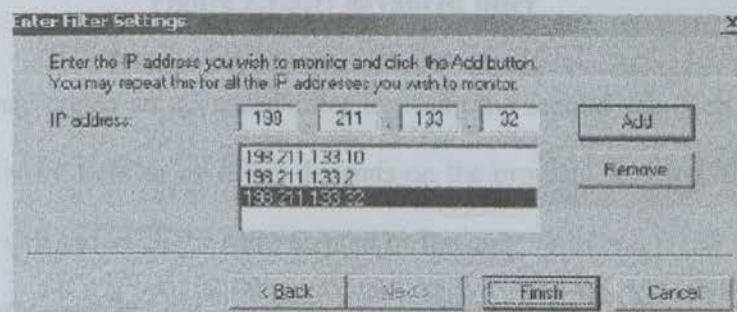 Enter Filter Settings
Enter the IP address you wish to monitor and click the Add button.
You may repeat this for all the IP addresses you wish to monitor.
IP address: 198 . 211 . 133 . 32 Add
198.211.133.10
198.211.133.2
198.211.133.32
Remove
< Back Next > Finish Cancel